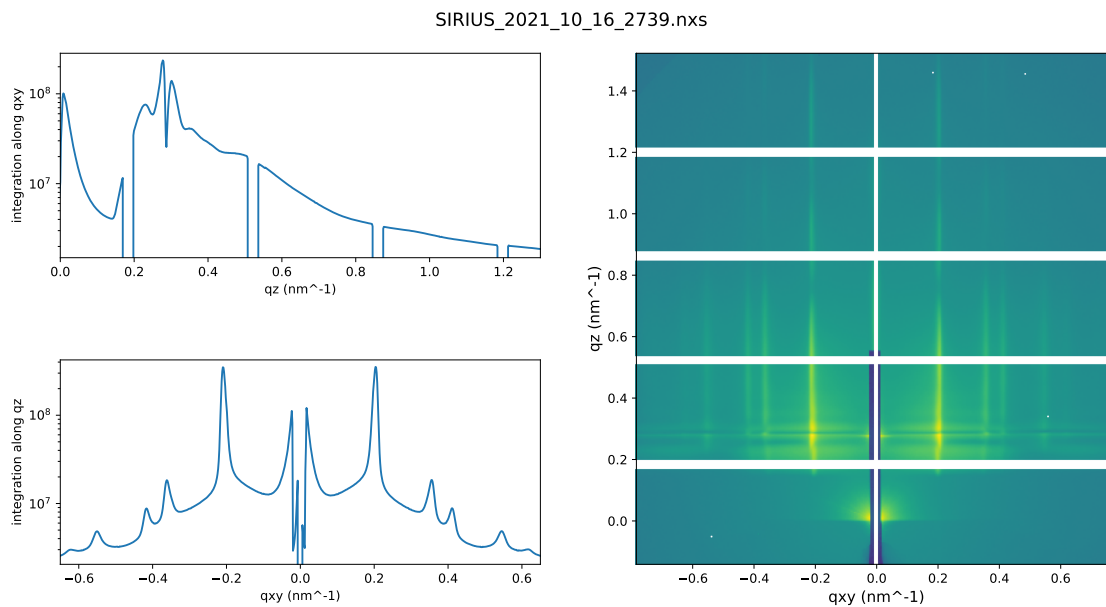 SIRIUS_2021_10_16_2739.nxs
integration along qxy
10^8
10^7
0.0 0.2 0.4 0.6 0.8 1.0 1.2
qz (nm^-1)
integration along qz
10^8
10^7
−0.6 −0.4 −0.2 0.0 0.2 0.4 0.6
qxy (nm^-1)
qz (nm^-1)
1.4
1.2
1.0
0.8
0.6
0.4
0.2
0.0
−0.6 −0.4 −0.2 0.0 0.2 0.4 0.6
qxy (nm^-1)